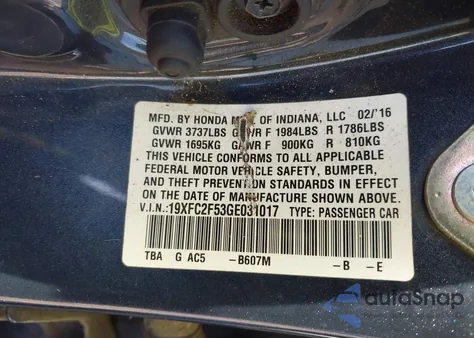 MFD. BY HONDA OF INDIANA, LLC 02/'16
GVWR 3737LBS F 1984LBS R 1786LBS
GVWR 1695KG F 900KG R 810KG
THIS VEHICLE CONFORMS TO ALL APPLICABLE
FEDERAL MOTOR VEHICLE SAFETY, BUMPER,
AND THEFT PREVENTION STANDARDS IN EFFECT
ON THE DATE OF MANUFACTURE SHOWN ABOVE.
V.I.N.: 19XFC2F53GE031017 TYPE: PASSENGER CAR
TBA G AC5 -B607M -B -E
autoSnap